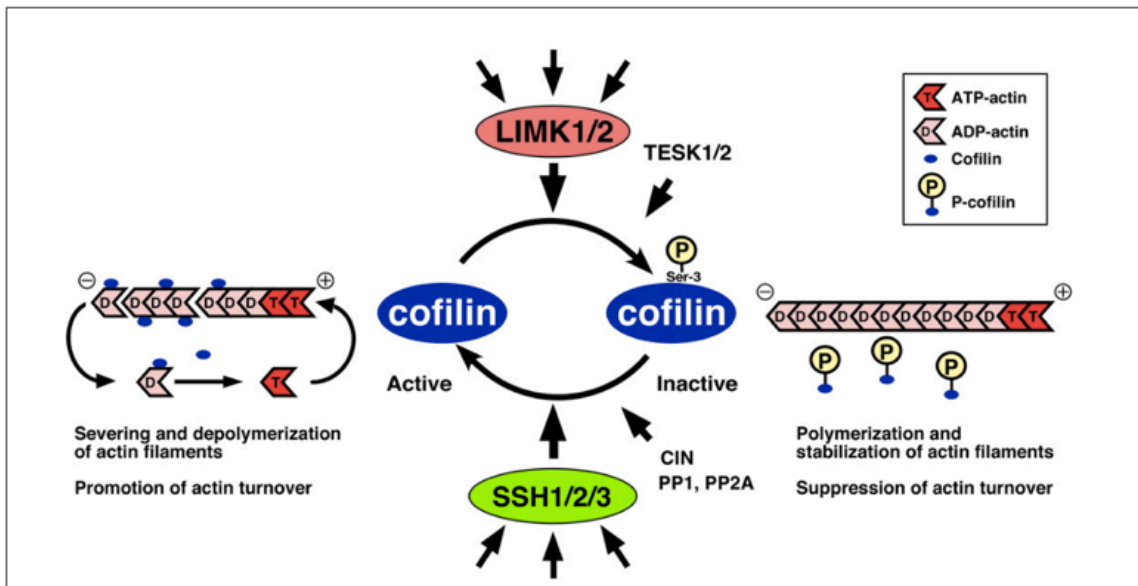 LIMK1/2
TESK1/2
T ATP-actin
D ADP-actin
Cofilin
P P-cofilin
P
Ser-3
cofilin
cofilin
Active
Inactive
⊖ ⊕
D D D D D D D T T
D T
Severing and depolymerization
of actin filaments
Promotion of actin turnover
⊖ ⊕
D D D D D D D D D D T T
P P P
Polymerization and
stabilization of actin filaments
Suppression of actin turnover
CIN
PP1, PP2A
SSH1/2/3